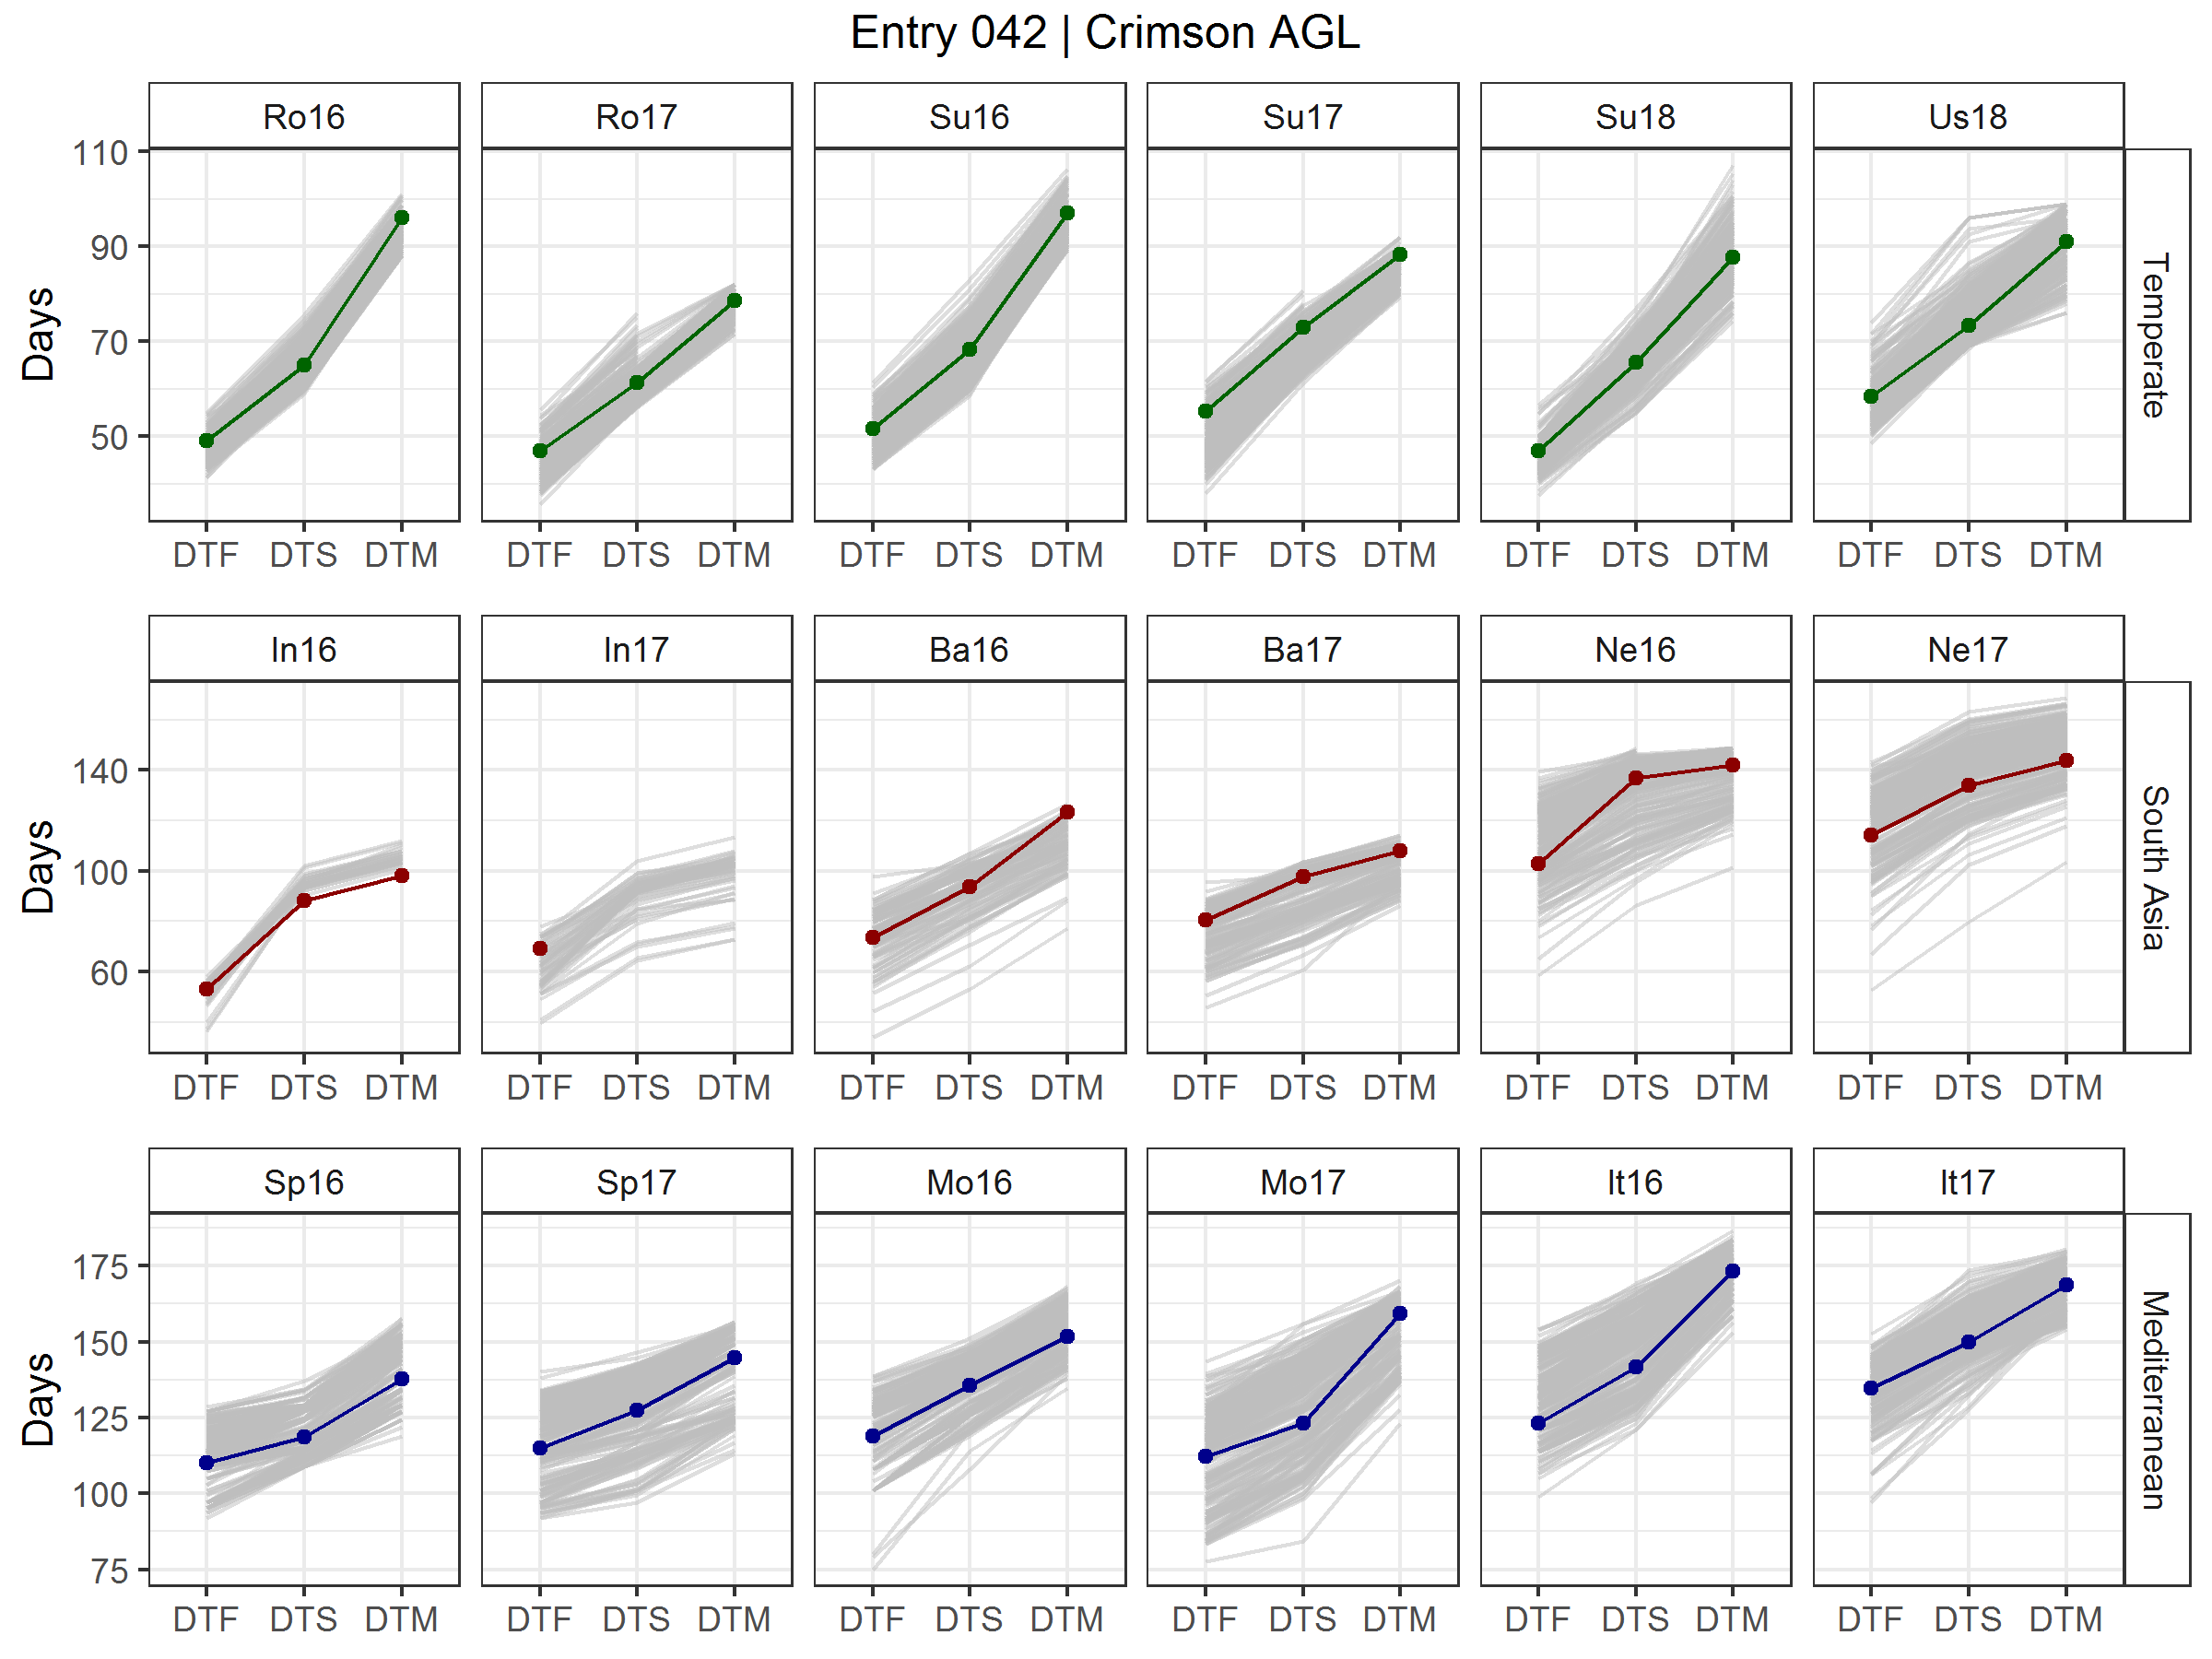 Entry 042 | Crimson AGL
Ro16 Ro17 Su16 Su17 Su18 Us18
110
90
70
50
Days
Temperate
DTF DTS DTM DTF DTS DTM DTF DTS DTM DTF DTS DTM DTF DTS DTM DTF DTS DTM
In16 In17 Ba16 Ba17 Ne16 Ne17
140
100
60
Days
South Asia
DTF DTS DTM DTF DTS DTM DTF DTS DTM DTF DTS DTM DTF DTS DTM DTF DTS DTM
Sp16 Sp17 Mo16 Mo17 It16 It17
175
150
125
100
75
Days
Mediterranean
DTF DTS DTM DTF DTS DTM DTF DTS DTM DTF DTS DTM DTF DTS DTM DTF DTS DTM